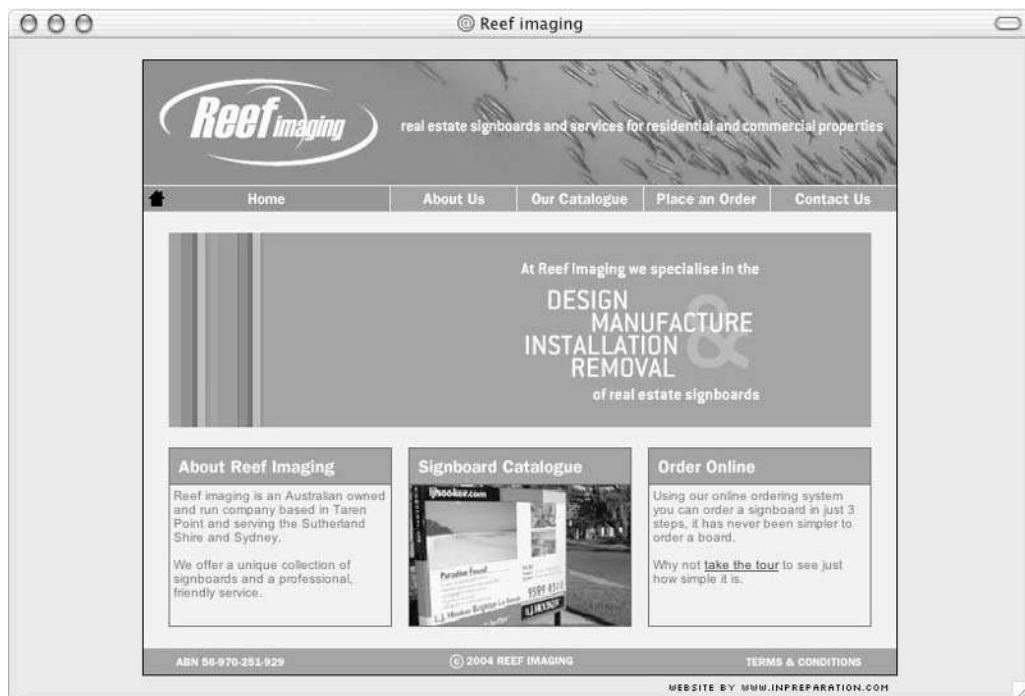 @ Reef imaging
Reef imaging
real estate signboards and services for residential and commercial properties
Home
About Us
Our Catalogue
Place an Order
Contact Us
At Reef Imaging we specialise in the
DESIGN
MANUFACTURE &
INSTALLATION
REMOVAL
of real estate signboards
About Reef Imaging
Reef imaging is an Australian owned
and run company based in Taren
Point and serving the Sutherland
Shire and Sydney.
We offer a unique collection of
signboards and a professional,
friendly service.
Signboard Catalogue
ljhooker.com
Paradise Found...
L.J. Hooker Brighton-Le-Sands
L.J. HOOKER
Order Online
Using our online ordering system
you can order a signboard in just 3
steps, it has never been simpler to
order a board.
Why not take the tour to see just
how simple it is.
ABN 56-970-251-929
© 2004 REEF IMAGING
TERMS & CONDITIONS
WEBSITE BY WWW.INPREPARATION.COM